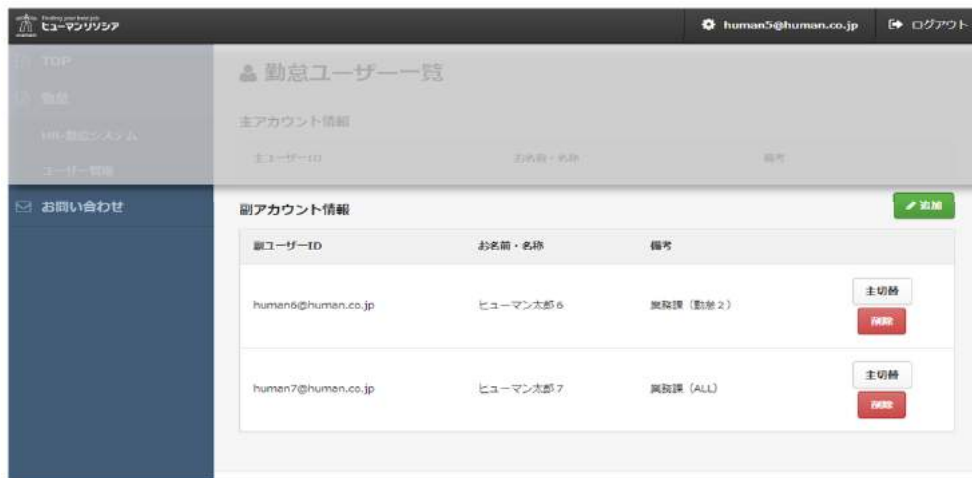 ヒューマンリソシア
human5@human.co.jp
ログアウト
TOP
勤怠
HR-勤怠システム
ユーザー管理
お問い合わせ
勤怠ユーザー一覧
主アカウント情報
主ユーザーID お名前・名称 備考
副アカウント情報
追加
副ユーザーID お名前・名称 備考
human6@human.co.jp ヒューマン太郎6 業務課（勤怠2）
主切替
削除
human7@human.co.jp ヒューマン太郎7 業務課（ALL）
主切替
削除